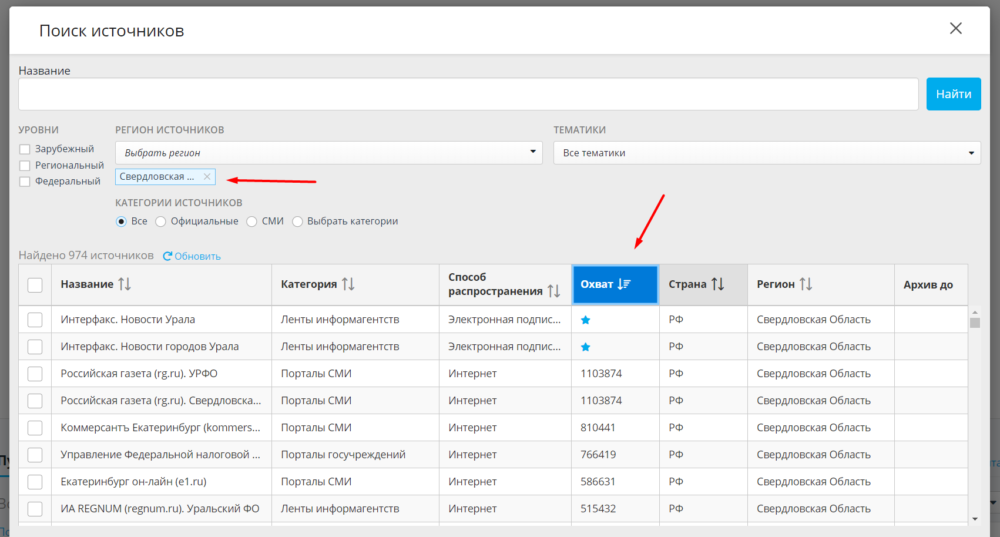 Поиск источников
Название
Найти
УРОВНИ
Зарубежный
Региональный
Федеральный
РЕГИОН ИСТОЧНИКОВ
Выбрать регион
Свердловская ...
ТЕМАТИКИ
Все тематики
КАТЕГОРИИ ИСТОЧНИКОВ
Все Официальные СМИ Выбрать категории
Найдено 974 источников Обновить
Название Категория Способ распространения Охват Страна Регион Архив до
Интерфакс. Новости Урала Ленты информагентств Электронная подпис... РФ Свердловская Область
Интерфакс. Новости городов Урала Ленты информагентств Электронная подпис... РФ Свердловская Область
Российская газета (rg.ru). УРФО Порталы СМИ Интернет 1103874 РФ Свердловская Область
Российская газета (rg.ru). Свердловска... Порталы СМИ Интернет 1103874 РФ Свердловская Область
Коммерсантъ Екатеринбург (kommers... Порталы СМИ Интернет 810441 РФ Свердловская Область
Управление Федеральной налоговой ... Порталы госучреждений Интернет 766419 РФ Свердловская Область
Екатеринбург он-лайн (e1.ru) Порталы СМИ Интернет 586631 РФ Свердловская Область
ИА REGNUM (regnum.ru). Уральский ФО Ленты информагентств Интернет 515432 РФ Свердловская Область